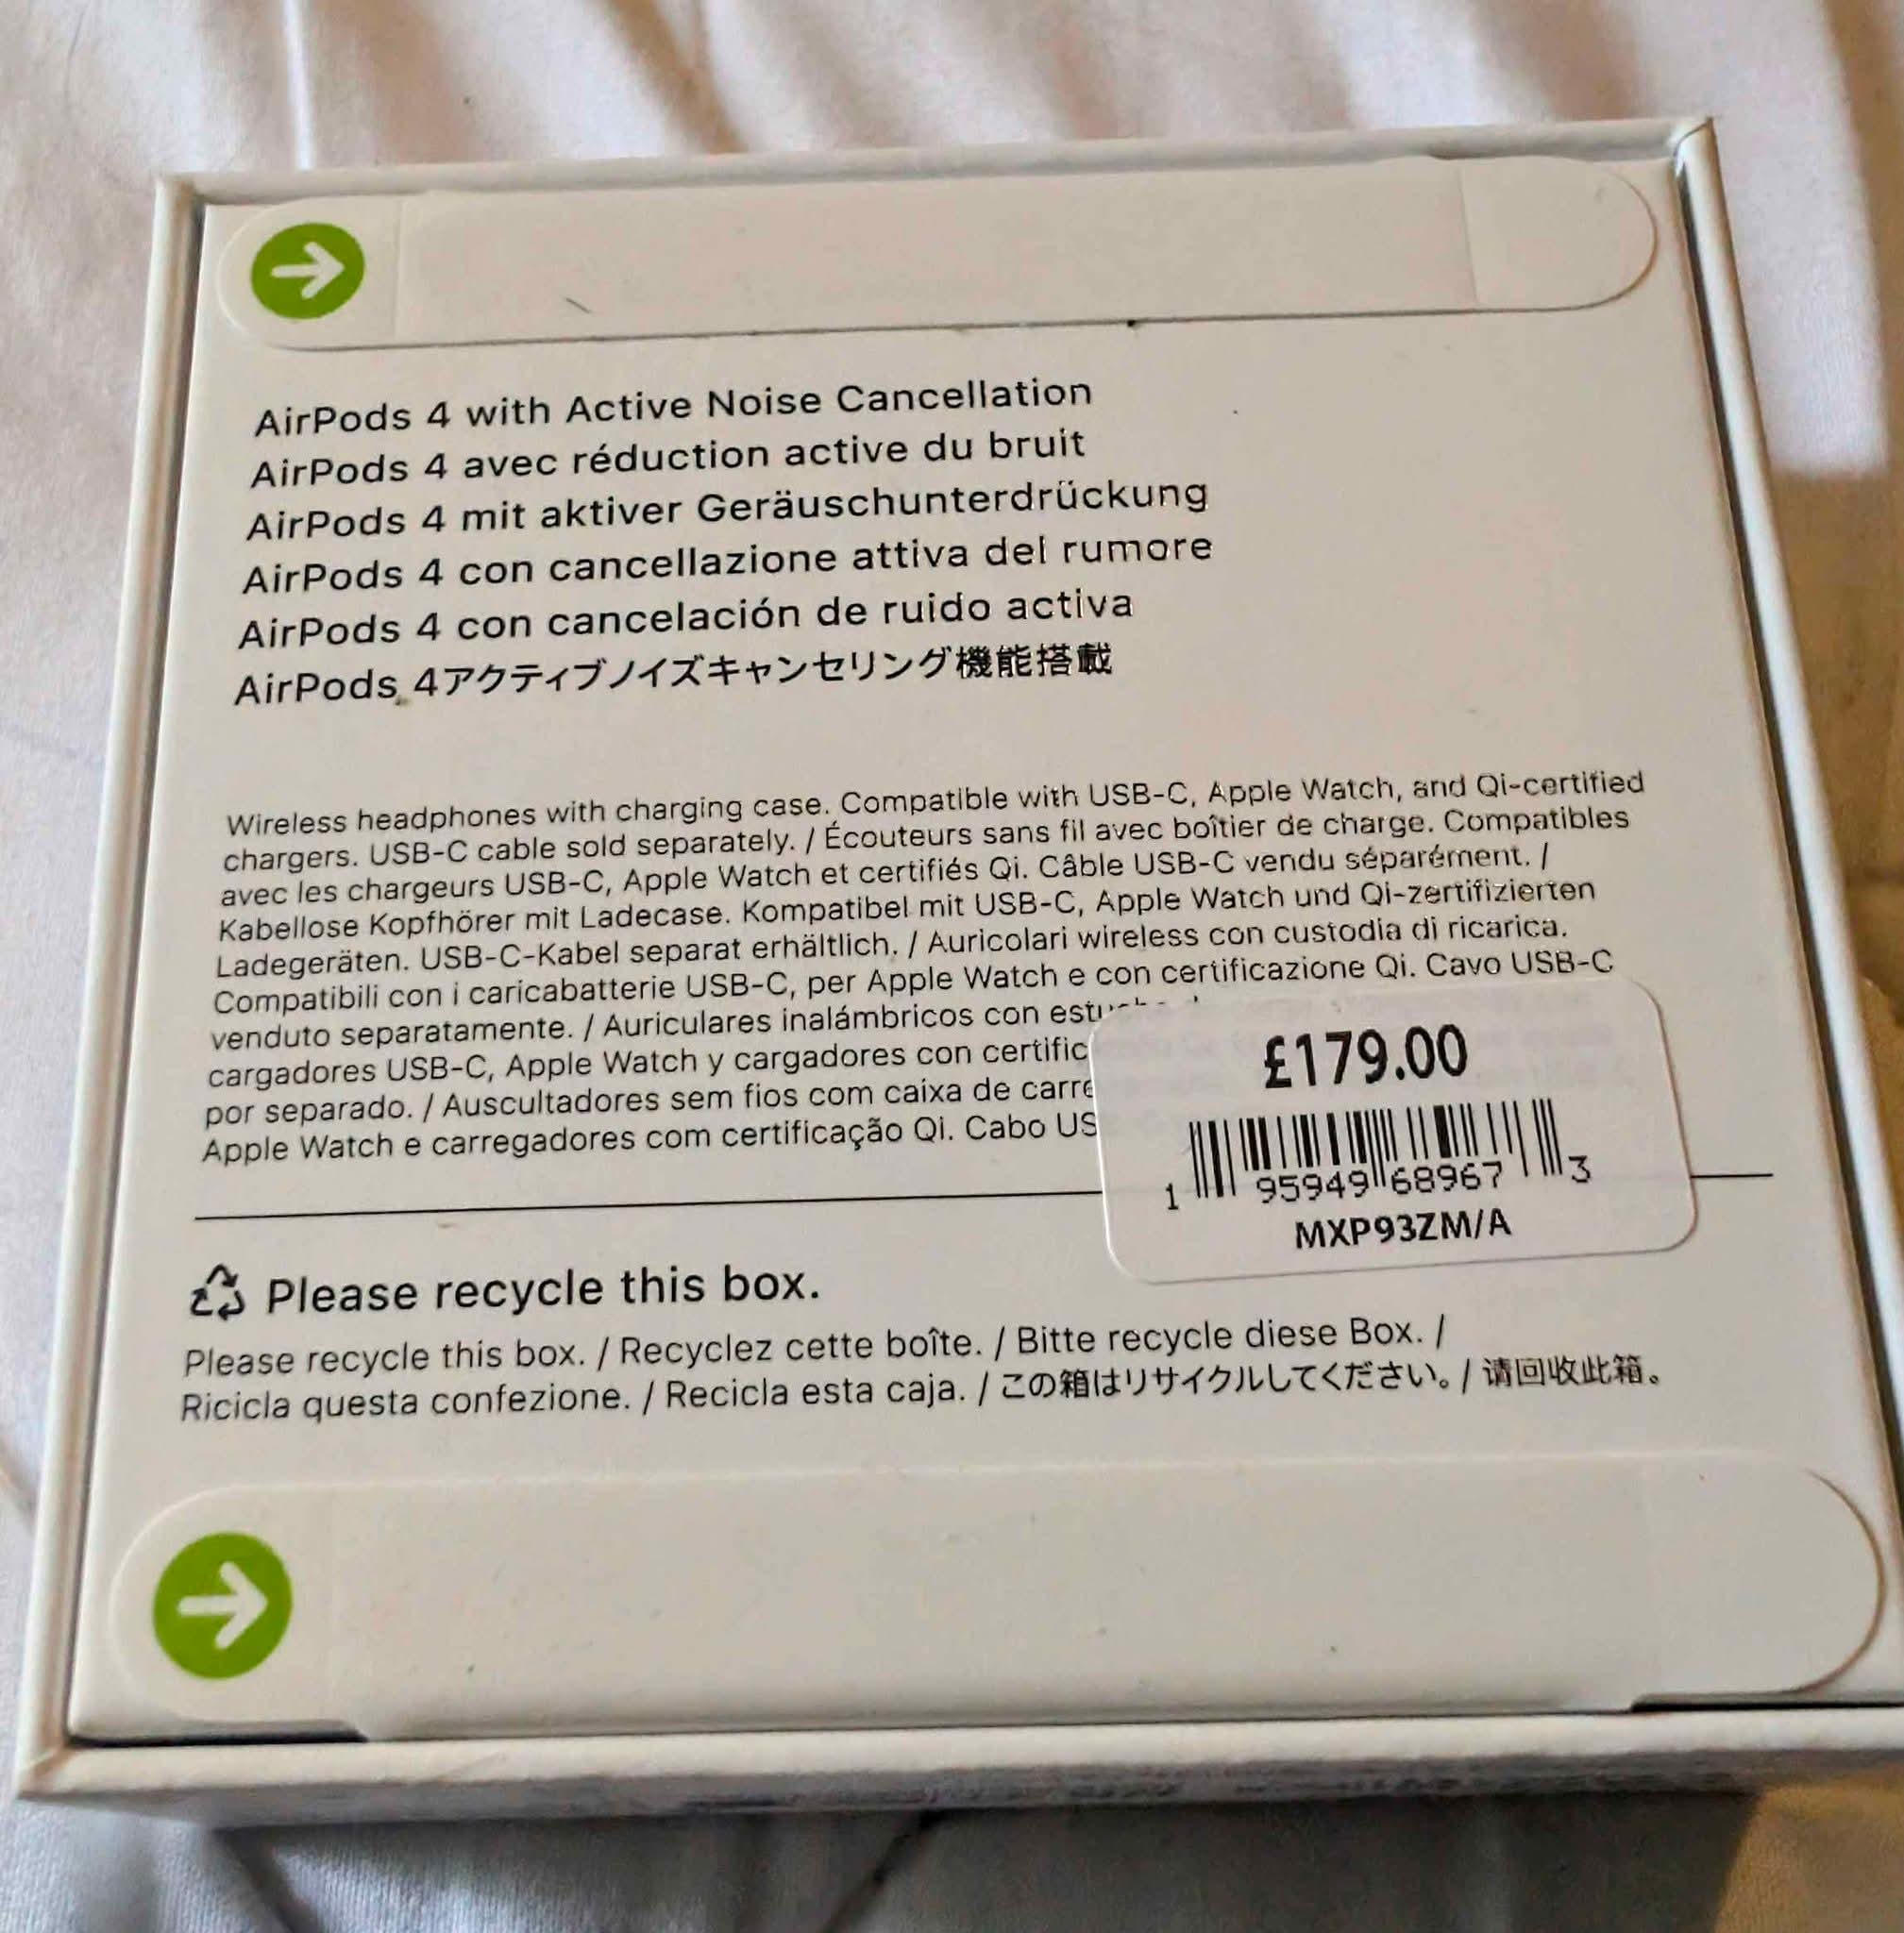 AirPods 4 with Active Noise Cancellation
AirPods 4 avec réduction active du bruit
AirPods 4 mit aktiver Geräuschunterdrückung
AirPods 4 con cancellazione attiva del rumore
AirPods 4 con cancelación de ruido activa
AirPods 4アクティブノイズキャンセリング機能搭載
Wireless headphones with charging case. Compatible with USB-C, Apple Watch, and Qi-certified
chargers. USB-C cable sold separately. / Écouteurs sans fil avec boîtier de charge. Compatibles
avec les chargeurs USB-C, Apple Watch et certifiés Qi. Câble USB-C vendu séparément. /
Kabellose Kopfhörer mit Ladecase. Kompatibel mit USB-C, Apple Watch und Qi-zertifizierten
Ladegeräten. USB-C-Kabel separat erhältlich. / Auricolari wireless con custodia di ricarica.
Compatibili con i caricabatterie USB-C, per Apple Watch e con certificazione Qi. Cavo USB-C
venduto separatamente. / Auriculares inalámbricos con
cargadores USB-C, Apple Watch y cargadores con certific
por separado. / Auscultadores sem fios com caixa de carre
Apple Watch e carregadores com certificação Qi. Cabo US
£179.00
1 95949 68967 3
MXP93ZM/A
Please recycle this box.
Please recycle this box. / Recyclez cette boîte. / Bitte recycle diese Box. /
Ricicla questa confezione. / Recicla esta caja. / この箱はリサイクルしてください。/ 请回收此箱。